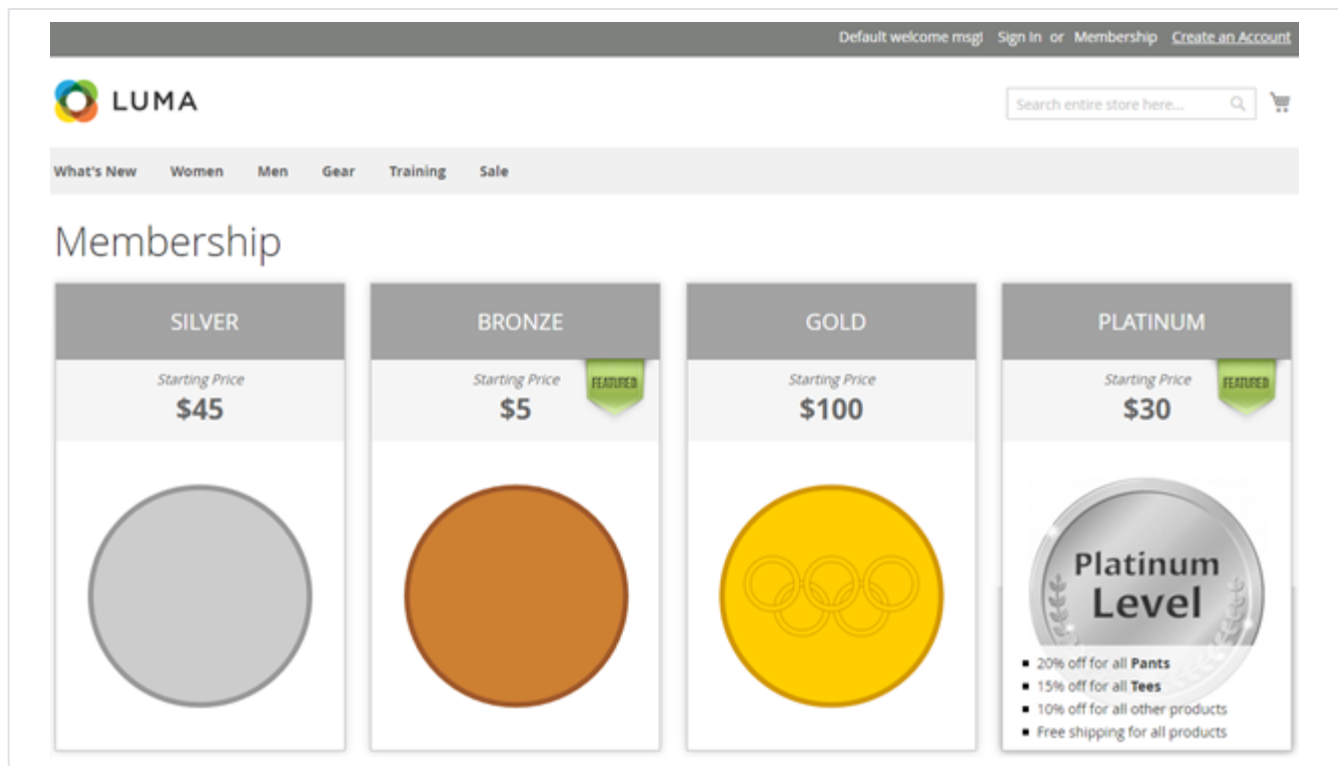 Default welcome msg! Sign In or Membership Create an Account
LUMA
Search entire store here...
What's New Women Men Gear Training Sale
Membership
SILVER
Starting Price
$45
BRONZE
Starting Price
$5
FEATURED
GOLD
Starting Price
$100
PLATINUM
Starting Price
$30
FEATURED
Platinum
Level
20% off for all Pants
15% off for all Tees
10% off for all other products
Free shipping for all products